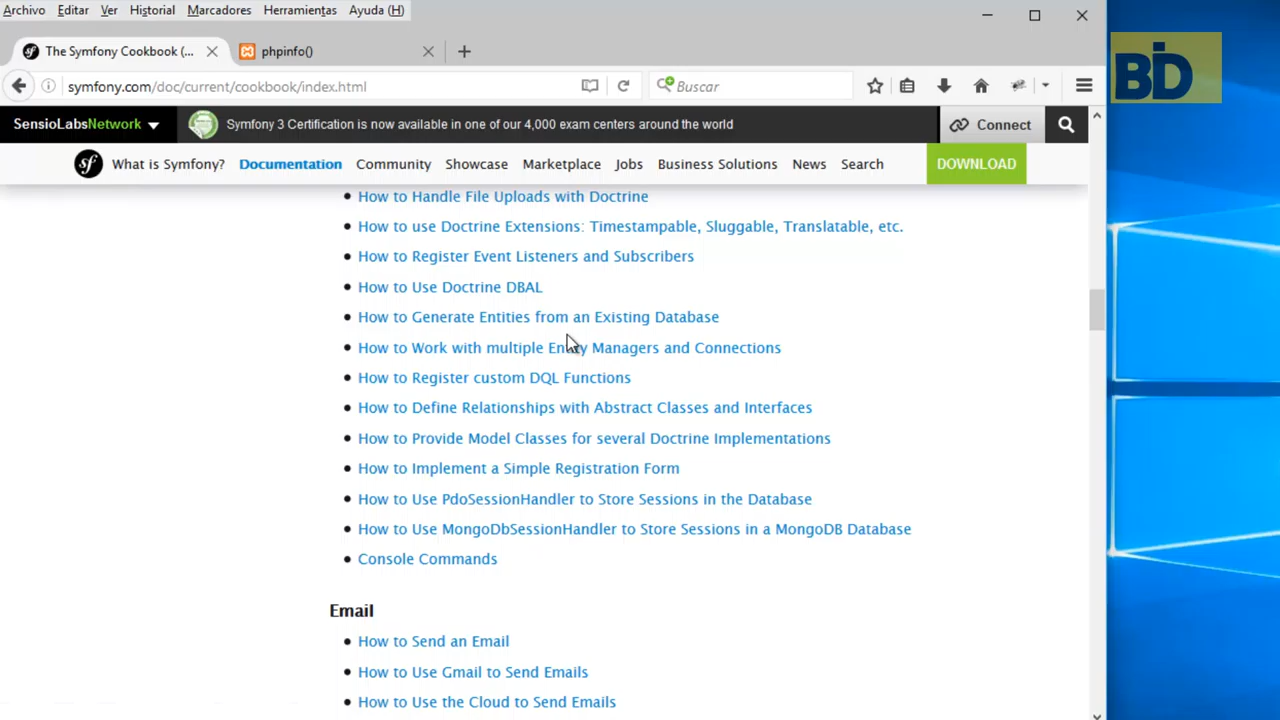 Archivo Editar Ver Historial Marcadores Herramientas Ayuda (H)
The Symfony Cookbook (... phpinfo()
symfony.com/doc/current/cookbook/index.html Buscar
BID
SensioLabsNetwork Symfony 3 Certification is now available in one of our 4,000 exam centers around the world Connect
sf What is Symfony? Documentation Community Showcase Marketplace Jobs Business Solutions News Search DOWNLOAD
How to Handle File Uploads with Doctrine
How to use Doctrine Extensions: Timestampable, Sluggable, Translatable, etc.
How to Register Event Listeners and Subscribers
How to Use Doctrine DBAL
How to Generate Entities from an Existing Database
How to Work with multiple Entity Managers and Connections
How to Register custom DQL Functions
How to Define Relationships with Abstract Classes and Interfaces
How to Provide Model Classes for several Doctrine Implementations
How to Implement a Simple Registration Form
How to Use PdoSessionHandler to Store Sessions in the Database
How to Use MongoDbSessionHandler to Store Sessions in a MongoDB Database
Console Commands
Email
How to Send an Email
How to Use Gmail to Send Emails
How to Use the Cloud to Send Emails